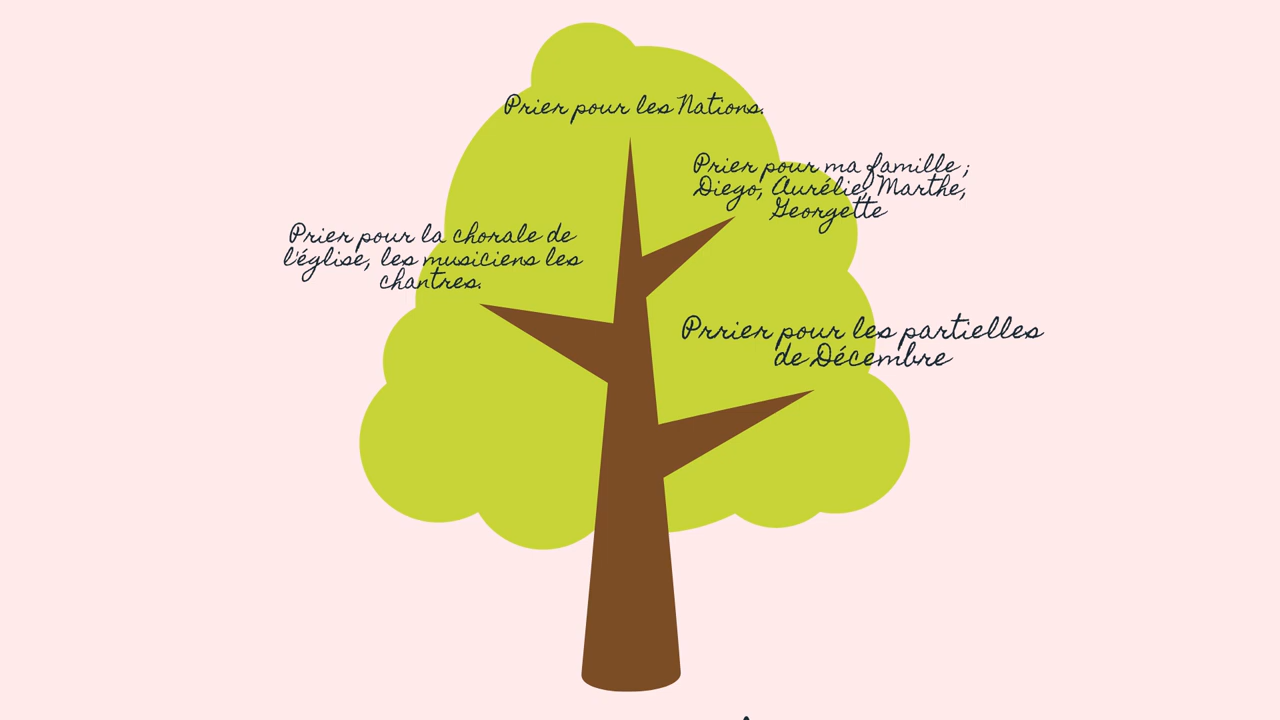 Prier pour les Nations.
Prier pour ma famille ;
Diego, Aurélie, Marthe,
Georgette
Prier pour la chorale de
l'église, les musiciens les
chantres.
Prrier pour les partielles
de Décembre